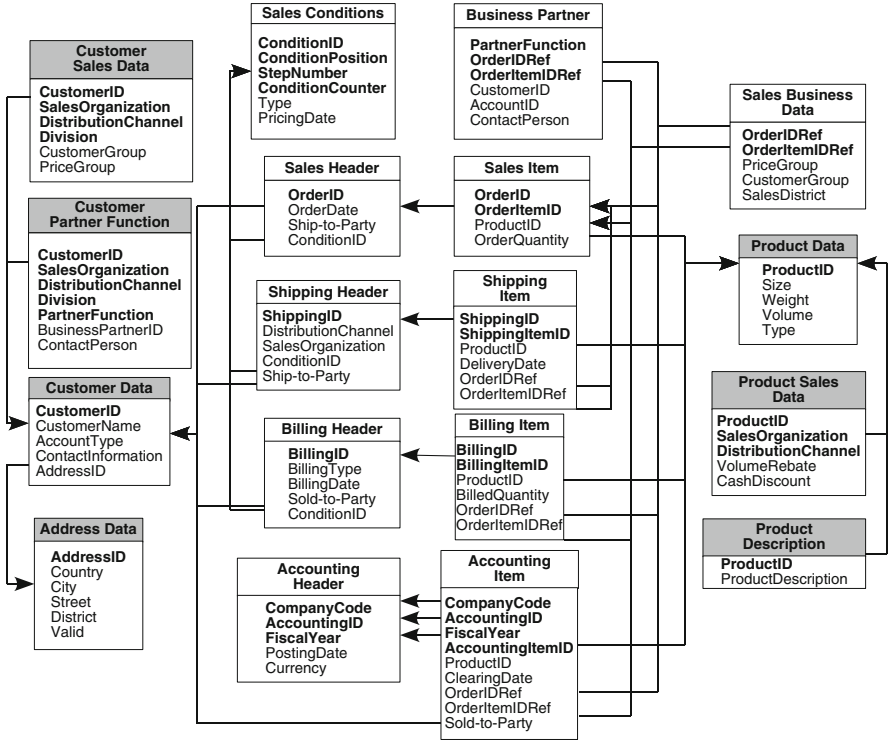 Customer
Sales Data
CustomerID
SalesOrganization
DistributionChannel
Division
CustomerGroup
PriceGroup
Customer
Partner Function
CustomerID
SalesOrganization
DistributionChannel
Division
PartnerFunction
BusinessPartnerID
ContactPerson
Customer Data
CustomerID
CustomerName
AccountType
ContactInformation
AddressID
Address Data
AddressID
Country
City
Street
District
Valid
Sales Conditions
ConditionID
ConditionPosition
StepNumber
ConditionCounter
Type
PricingDate
Sales Header
OrderID
OrderDate
Ship-to-Party
ConditionID
Shipping Header
ShippingID
DistributionChannel
SalesOrganization
ConditionID
Ship-to-Party
Billing Header
BillingID
BillingType
BillingDate
Sold-to-Party
ConditionID
Accounting
Header
CompanyCode
AccountingID
FiscalYear
PostingDate
Currency
Business Partner
PartnerFunction
OrderIDRef
OrderItemIDRef
CustomerID
AccountID
ContactPerson
Sales Item
OrderID
OrderItemID
ProductID
OrderQuantity
Shipping
Item
ShippingID
ShippingItemID
ProductID
DeliveryDate
OrderIDRef
OrderItemIDRef
Billing Item
BillingID
BillingItemID
ProductID
BilledQuantity
OrderIDRef
OrderItemIDRef
Accounting
Item
CompanyCode
AccountingID
FiscalYear
AccountingItemID
ProductID
ClearingDate
OrderIDRef
OrderItemIDRef
Sold-to-Party
Sales Business
Data
OrderIDRef
OrderItemIDRef
PriceGroup
CustomerGroup
SalesDistrict
Product Data
ProductID
Size
Weight
Volume
Type
Product Sales
Data
ProductID
SalesOrganization
DistributionChannel
VolumeRebate
CashDiscount
Product
Description
ProductID
ProductDescription